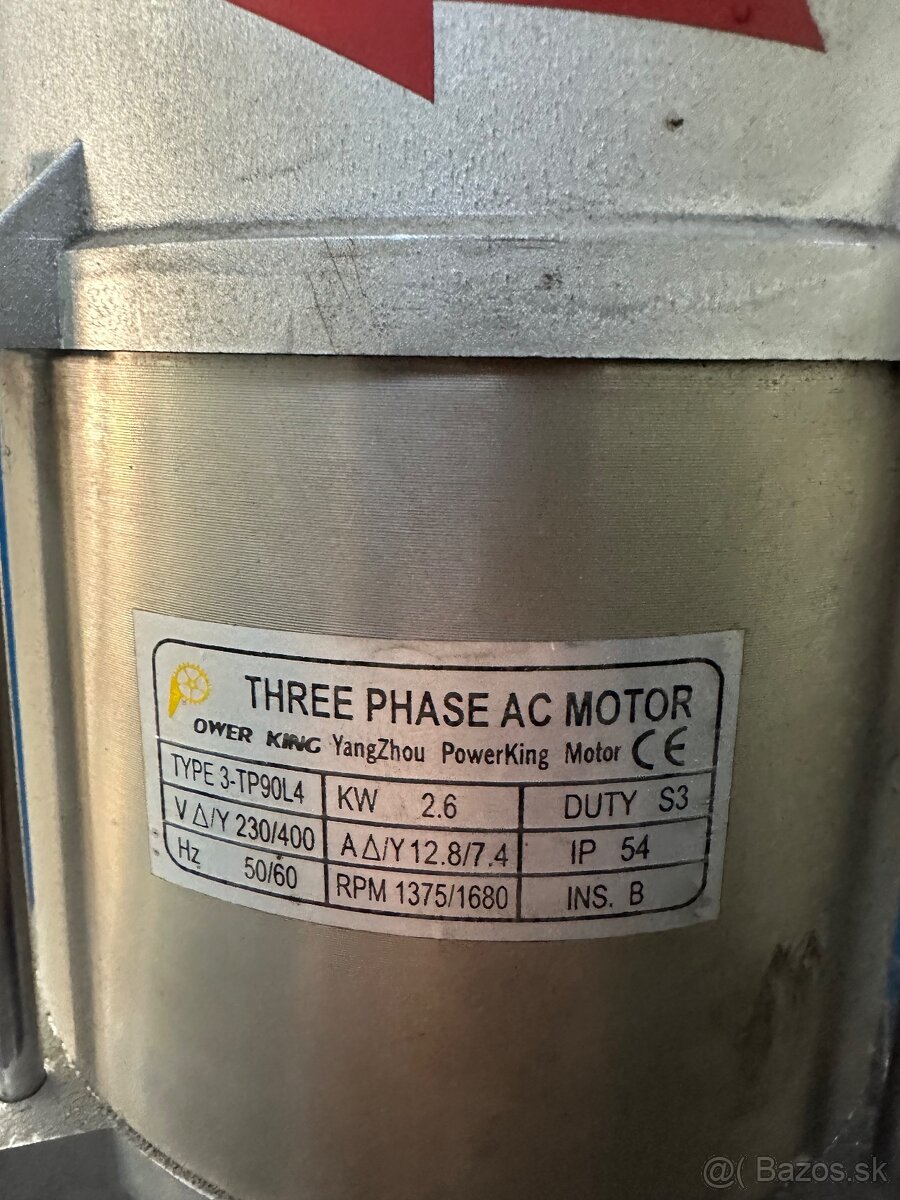 THREE PHASE AC MOTOR
POWER KING YangZhou PowerKing Motor CE
TYPE 3-TP90L4 KW 2.6 DUTY S3
V Δ/Y 230/400 A Δ/Y 12.8/7.4 IP 54
Hz 50/60 RPM 1375/1680 INS. B
@( Bazos.sk